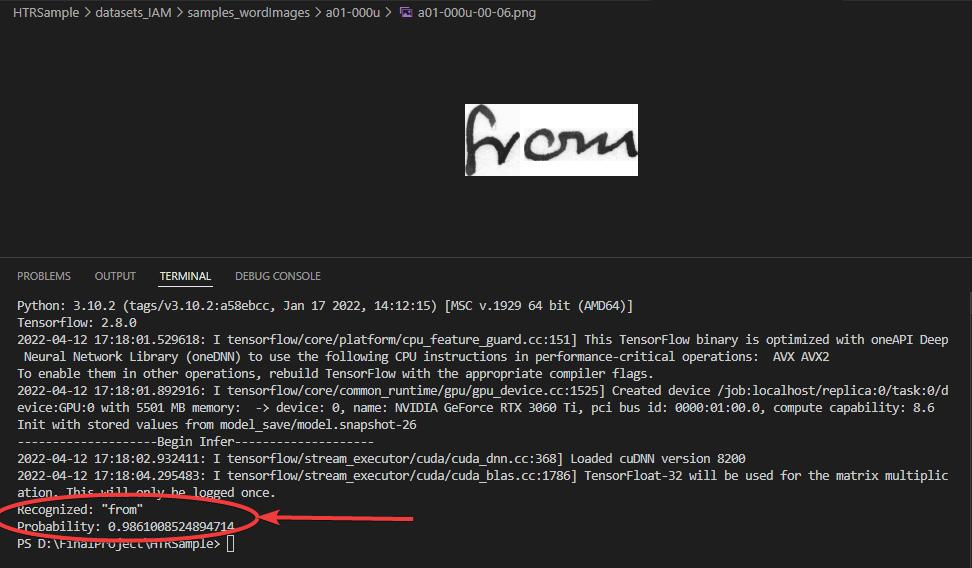 HTRSample > datasets_IAM > samples_wordImages > a01-000u > a01-000u-00-06.png
from
PROBLEMS OUTPUT TERMINAL DEBUG CONSOLE
Python: 3.10.2 (tags/v3.10.2:a58ebcc, Jan 17 2022, 14:12:15) [MSC v.1929 64 bit (AMD64)]
Tensorflow: 2.8.0
2022-04-12 17:18:01.529618: I tensorflow/core/platform/cpu_feature_guard.cc:151] This TensorFlow binary is optimized with oneAPI Deep
Neural Network Library (oneDNN) to use the following CPU instructions in performance-critical operations:  AVX AVX2
To enable them in other operations, rebuild TensorFlow with the appropriate compiler flags.
2022-04-12 17:18:01.892916: I tensorflow/core/common_runtime/gpu/gpu_device.cc:1525] Created device /job:localhost/replica:0/task:0/d
evice:GPU:0 with 5501 MB memory:  -> device: 0, name: NVIDIA GeForce RTX 3060 Ti, pci bus id: 0000:01:00.0, compute capability: 8.6
Init with stored values from model_save/model.snapshot-26
--------------------Begin Infer--------------------
2022-04-12 17:18:02.932411: I tensorflow/stream_executor/cuda/cuda_dnn.cc:368] Loaded cuDNN version 8200
2022-04-12 17:18:04.295483: I tensorflow/stream_executor/cuda/cuda_blas.cc:1786] TensorFloat-32 will be used for the matrix multiplic
ation. This will only be logged once.
Recognized: "from"
Probability: 0.9861008524894714
PS D:\FinalProject\HTRSample>